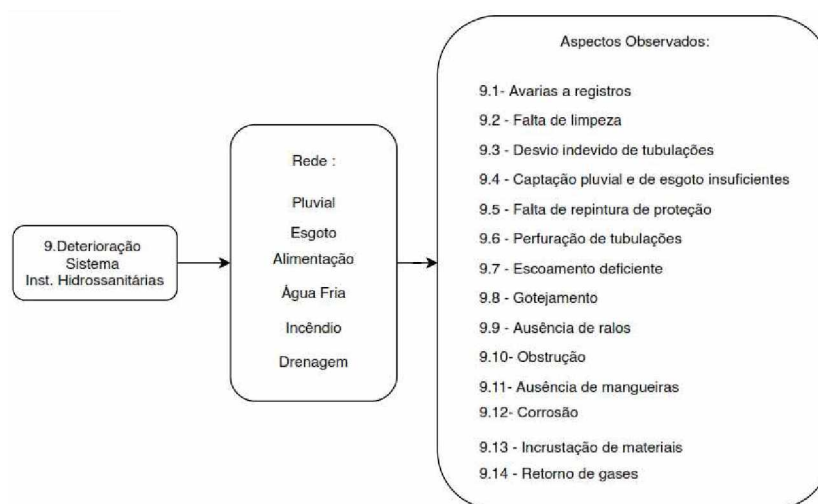 9.Deterioração
Sistema
Inst. Hidrossanitárias
Rede :
Pluvial
Esgoto
Alimentação
Água Fria
Incêndio
Drenagem
Aspectos Observados:
9.1- Avarias a registros
9.2 - Falta de limpeza
9.3 - Desvio indevido de tubulações
9.4 - Captação pluvial e de esgoto insuficientes
9.5 - Falta de repintura de proteção
9.6 - Perfuração de tubulações
9.7 - Escoamento deficiente
9.8 - Gotejamento
9.9 - Ausência de ralos
9.10- Obstrução
9.11- Ausência de mangueiras
9.12- Corrosão
9.13 - Incrustação de materiais
9.14 - Retorno de gases